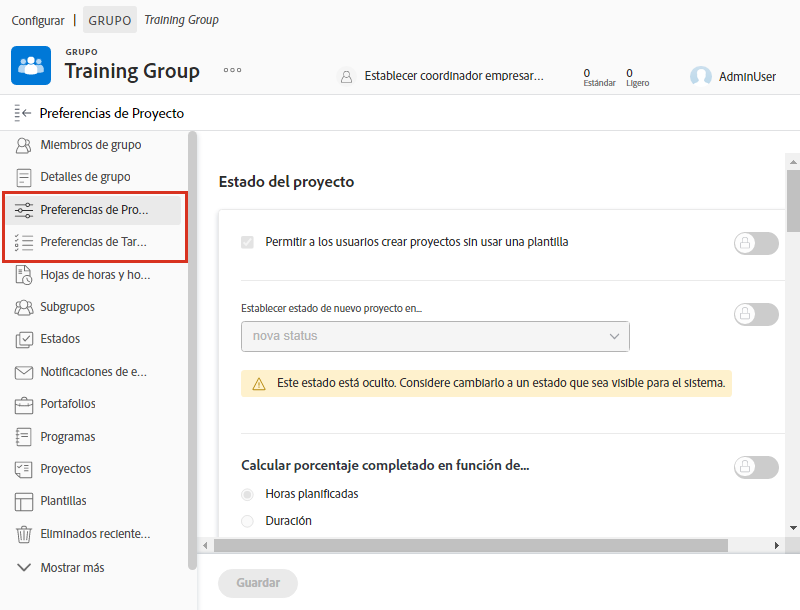 Configurar | GRUPO Training Group
GRUPO
Training Group
Establecer coordinador empresar...
0
Estándar
0
Ligero
AdminUser
Preferencias de Proyecto
Miembros de grupo
Detalles de grupo
Preferencias de Pro...
Preferencias de Tar...
Hojas de horas y ho...
Subgrupos
Estados
Notificaciones de e...
Portafolios
Programas
Proyectos
Plantillas
Eliminados reciente...
Mostrar más
Estado del proyecto
Permitir a los usuarios crear proyectos sin usar una plantilla
Establecer estado de nuevo proyecto en...
nova status
Este estado está oculto. Considere cambiarlo a un estado que sea visible para el sistema.
Calcular porcentaje completado en función de...
Horas planificadas
Duración
Guardar